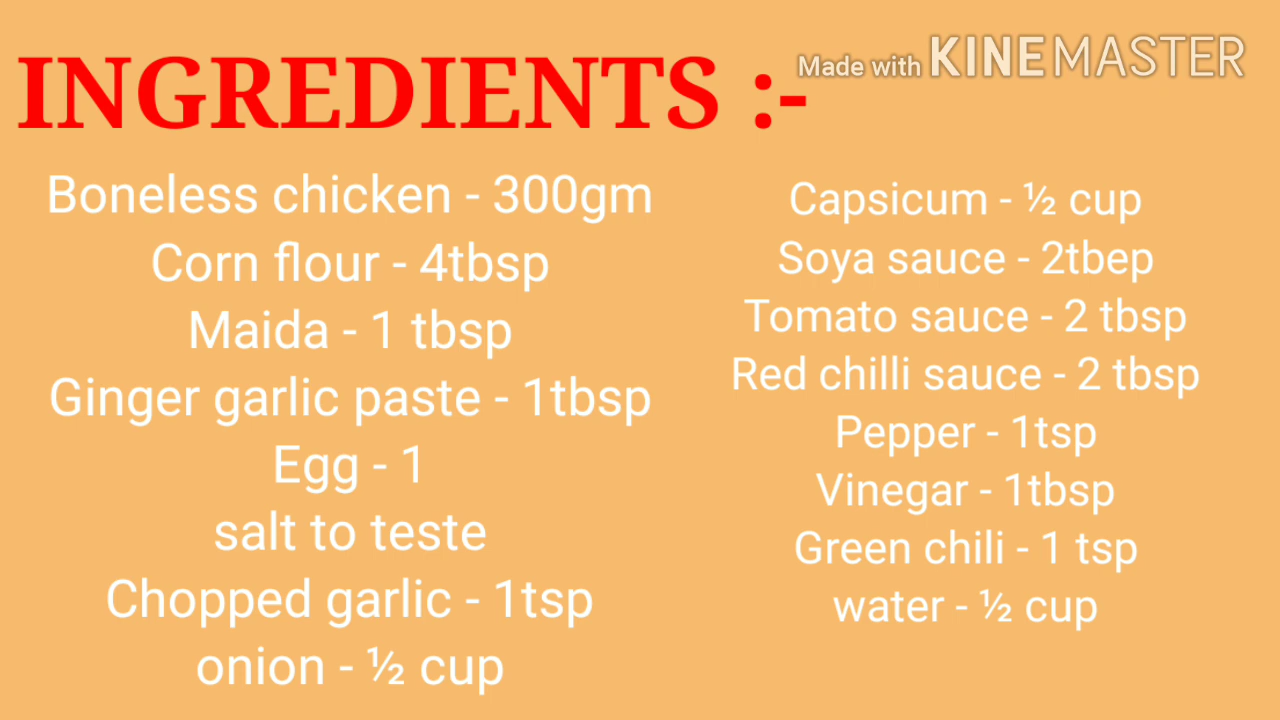 INGREDIENTS :-
Made with KINEMASTER
Boneless chicken - 300gm
Corn flour - 4tbsp
Maida - 1 tbsp
Ginger garlic paste - 1tbsp
Egg - 1
salt to teste
Chopped garlic - 1tsp
onion - ½ cup
Capsicum - ½ cup
Soya sauce - 2tbep
Tomato sauce - 2 tbsp
Red chilli sauce - 2 tbsp
Pepper - 1tsp
Vinegar - 1tbsp
Green chili - 1 tsp
water - ½ cup